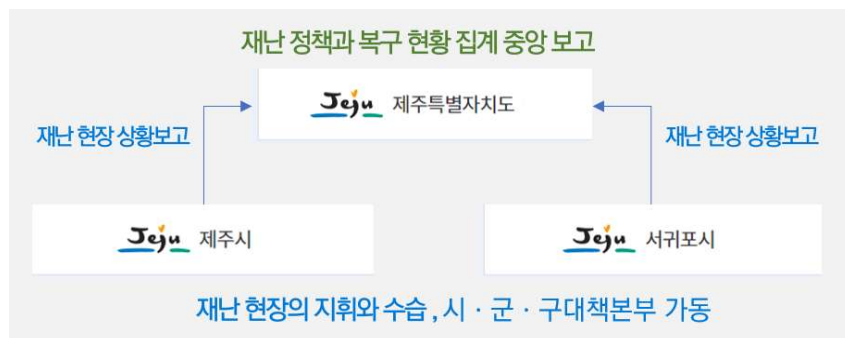 재난 정책과 복구 현황 집계 중앙 보고
Jeju 제주특별자치도
재난 현장 상황보고
재난 현장 상황보고
Jeju 제주시
Jeju 서귀포시
재난 현장의 지휘와 수습, 시 · 군 · 구대책본부 가동